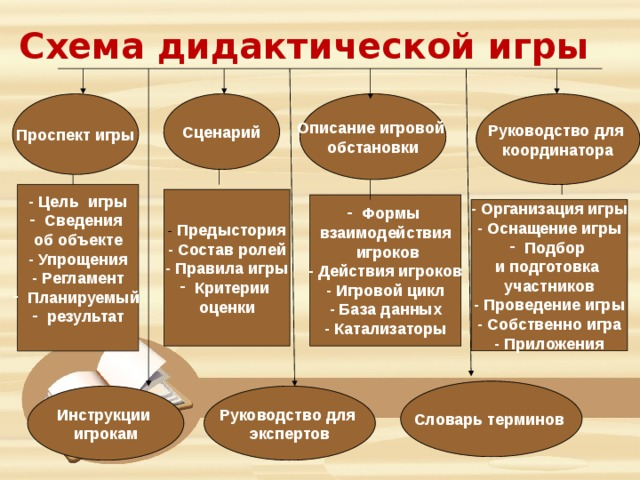 Схема дидактической игры
Проспект игры
Сценарий
Описание игровой
обстановки
Руководство для
координатора
- Цель  игры
- Сведения
об объекте
- Упрощения
- Регламент
- Планируемый
- результат
- Предыстория
- Состав ролей
- Правила игры
- Критерии
оценки
- Формы
взаимодействия
игроков
- Действия игроков
- Игровой цикл
- База данных
- Катализаторы
- Организация игры
- Оснащение игры
- Подбор
и подготовка
участников
- Проведение игры
- Собственно игра
- Приложения
Инструкции
игрокам
Руководство для
экспертов
Словарь терминов